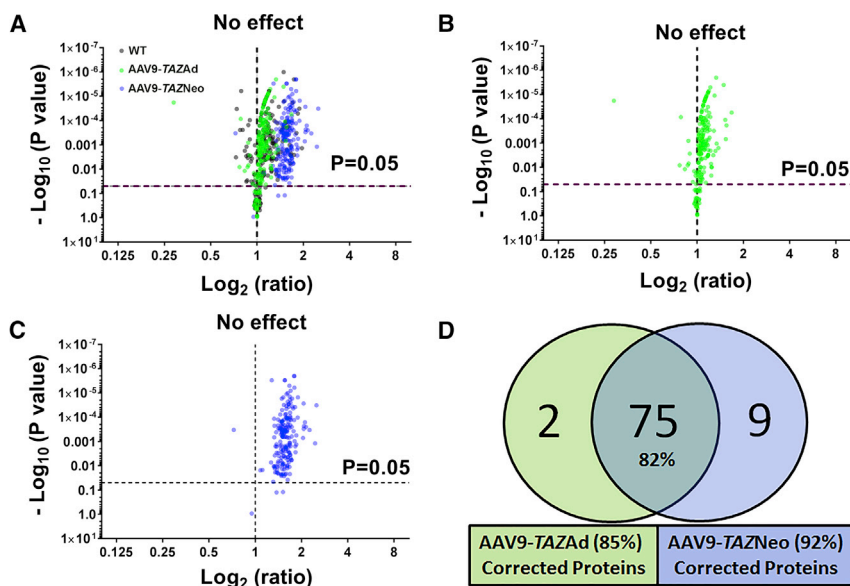 A
No effect
WT
AAV9-TAZAd
AAV9-TAZNeo
1×10⁻⁷
1×10⁻⁶
1×10⁻⁵
1×10⁻⁴
0.001
0.01
0.1
1.0
1×10¹
- Log₁₀ (P value)
P=0.05
0.125 0.25 0.5 1 2 4 8
Log₂ (ratio)
B
No effect
1×10⁻⁷
1×10⁻⁶
1×10⁻⁵
1×10⁻⁴
0.001
0.01
0.1
1.0
1×10¹
- Log₁₀ (P value)
P=0.05
0.125 0.25 0.5 1 2 4 8
Log₂ (ratio)
C
No effect
1×10⁻⁷
1×10⁻⁶
1×10⁻⁵
1×10⁻⁴
0.001
0.01
0.1
1.0
1×10¹
- Log₁₀ (P value)
P=0.05
0.125 0.25 0.5 1 2 4 8
Log₂ (ratio)
D
2 75 9
82%
AAV9-TAZAd (85%)
Corrected Proteins
AAV9-TAZNeo (92%)
Corrected Proteins